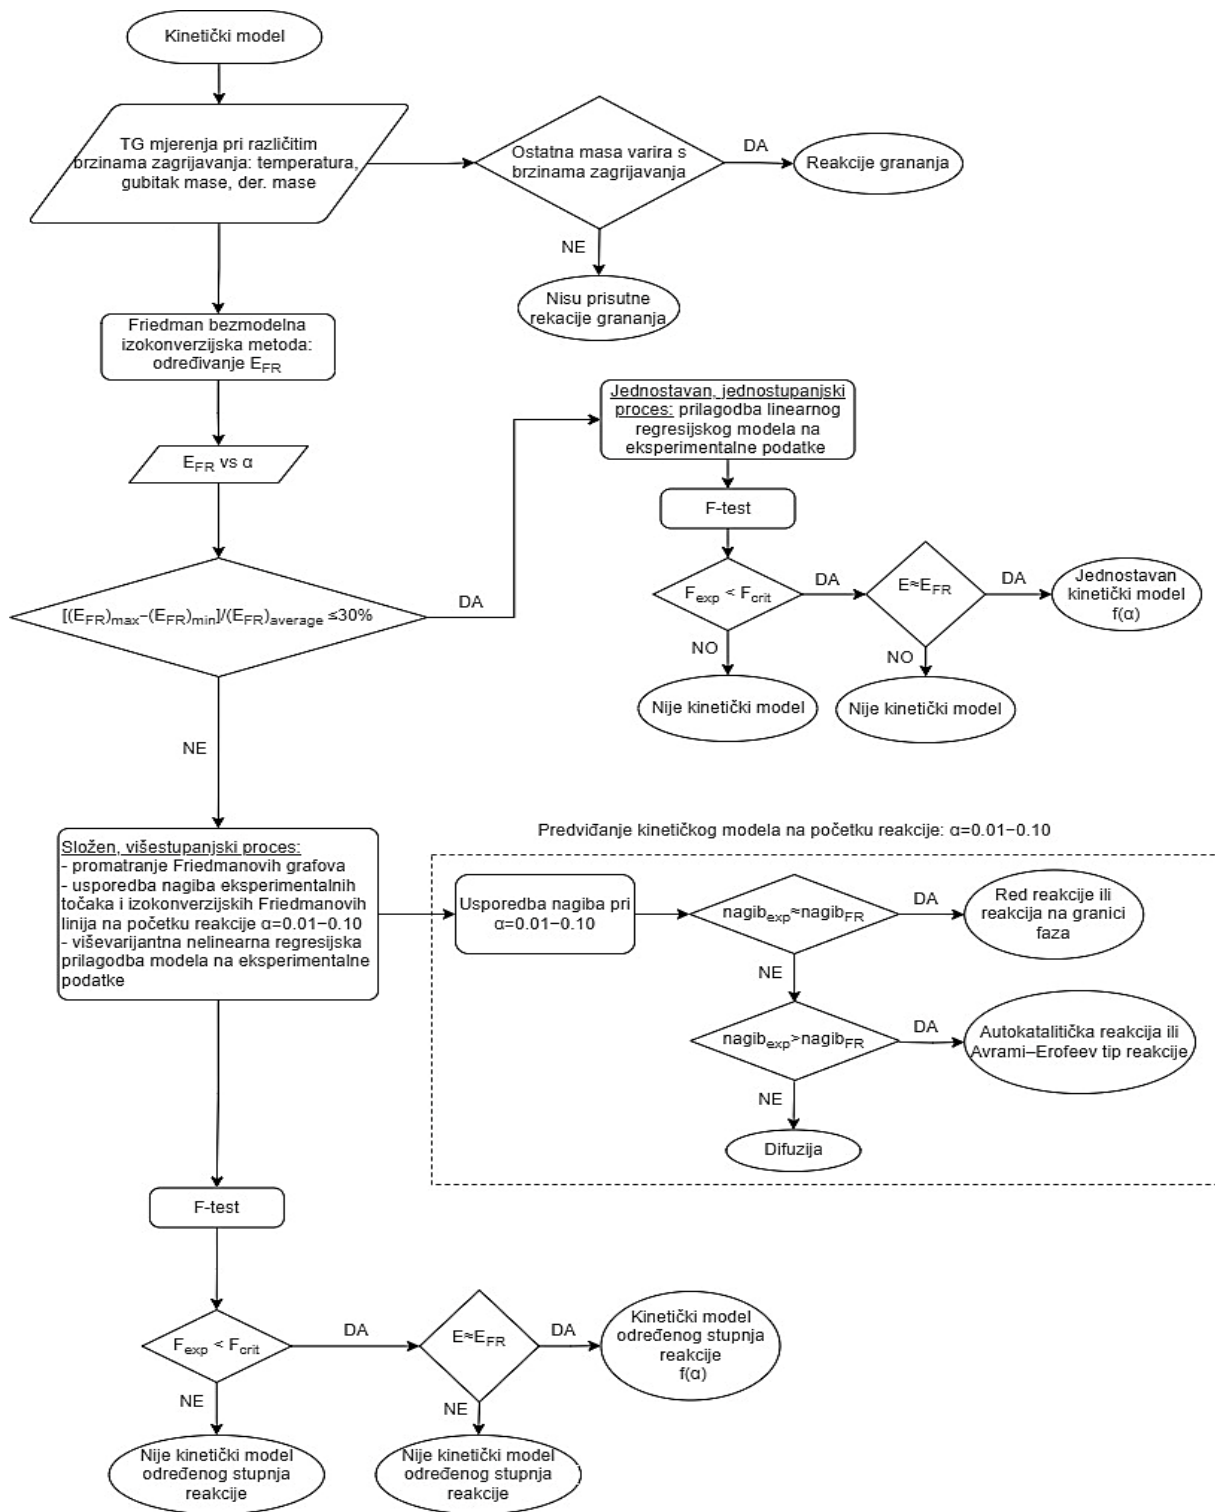 Kinetički model
TG mjerenja pri različitim
brzinama zagrijavanja: temperatura,
gubitak mase, der. mase
Ostatna masa varira s
brzinama zagrijavanja
DA
Reakcije grananja
NE
Nisu prisutne
rekacije grananja
Friedman bezmodelna
izokonverzijska metoda:
određivanje E_FR
E_FR vs α
[(E_FR)_max−(E_FR)_min]/(E_FR)_average ≤30%
DA
Jednostavan, jednostupanjski
proces: prilagodba linearnog
regresijskog modela na
eksperimentalne podatke
F-test
F_exp < F_crit
DA
E≈E_FR
DA
Jednostavan
kinetički model
f(α)
NO
Nije kinetički model
NO
Nije kinetički model
NE
Složen, višestupanjski proces:
- promatranje Friedmanovih grafova
- usporedba nagiba eksperimentalnih
točaka i izokonverzijskih Friedmanovih
linija na početku reakcije α=0.01−0.10
- viševarijantna nelinearna regresijska
prilagodba modela na eksperimentalne
podatke
Predviđanje kinetičkog modela na početku reakcije: α=0.01−0.10
Usporedba nagiba pri
α=0.01−0.10
nagib_exp≈nagib_FR
DA
Red reakcije ili
reakcija na granici
faza
NE
nagib_exp>nagib_FR
DA
Autokatalitička reakcija ili
Avrami–Erofeev tip reakcije
NE
Difuzija
F-test
F_exp < F_crit
DA
E≈E_FR
DA
Kinetički model
određenog stupnja
reakcije
f(α)
NE
Nije kinetički model
određenog stupnja
reakcije
NE
Nije kinetički model
određenog stupnja
reakcije